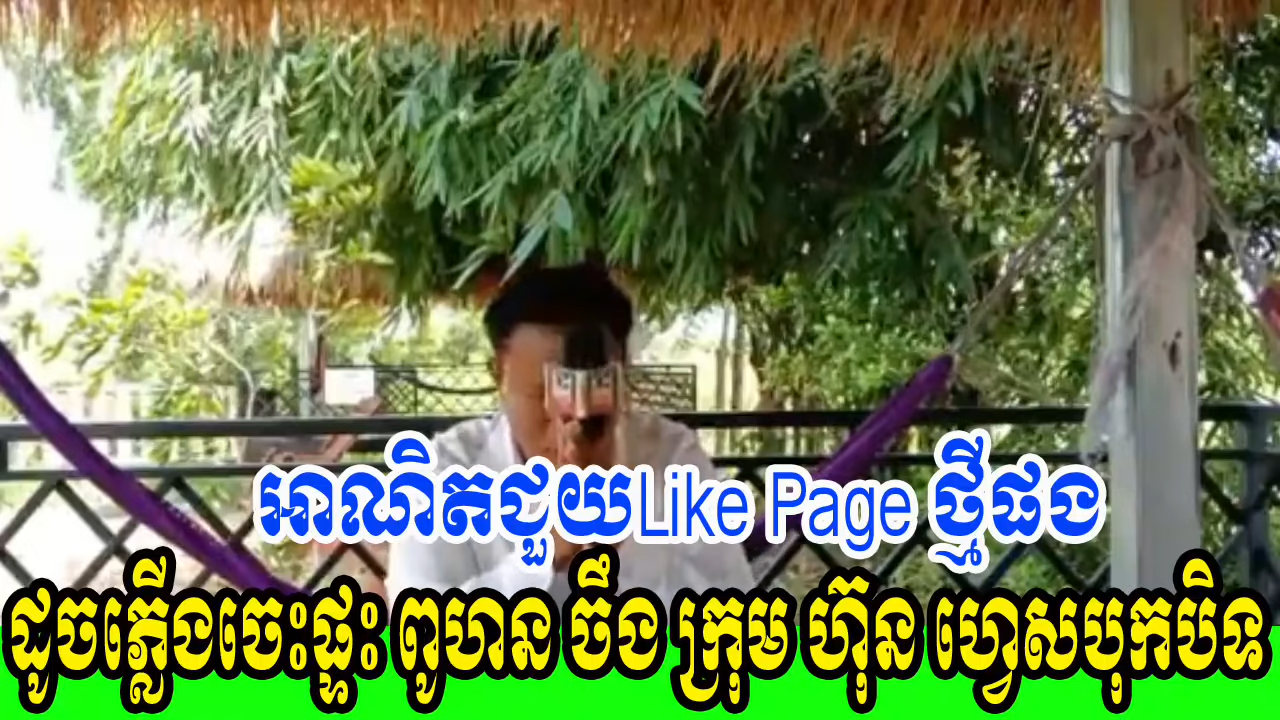 អាណិតជួយLike Page ថ្មីផង
ដូចភ្លើងចេះផ្ទះ ពូហាន ចឹង ក្រុម ហ៊ុន ហ្វេសបុកបិទ